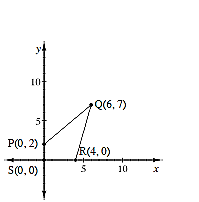 y
10
Q(6, 7)
5
P(0, 2)
R(4, 0)
S(0, 0)
5 10 x